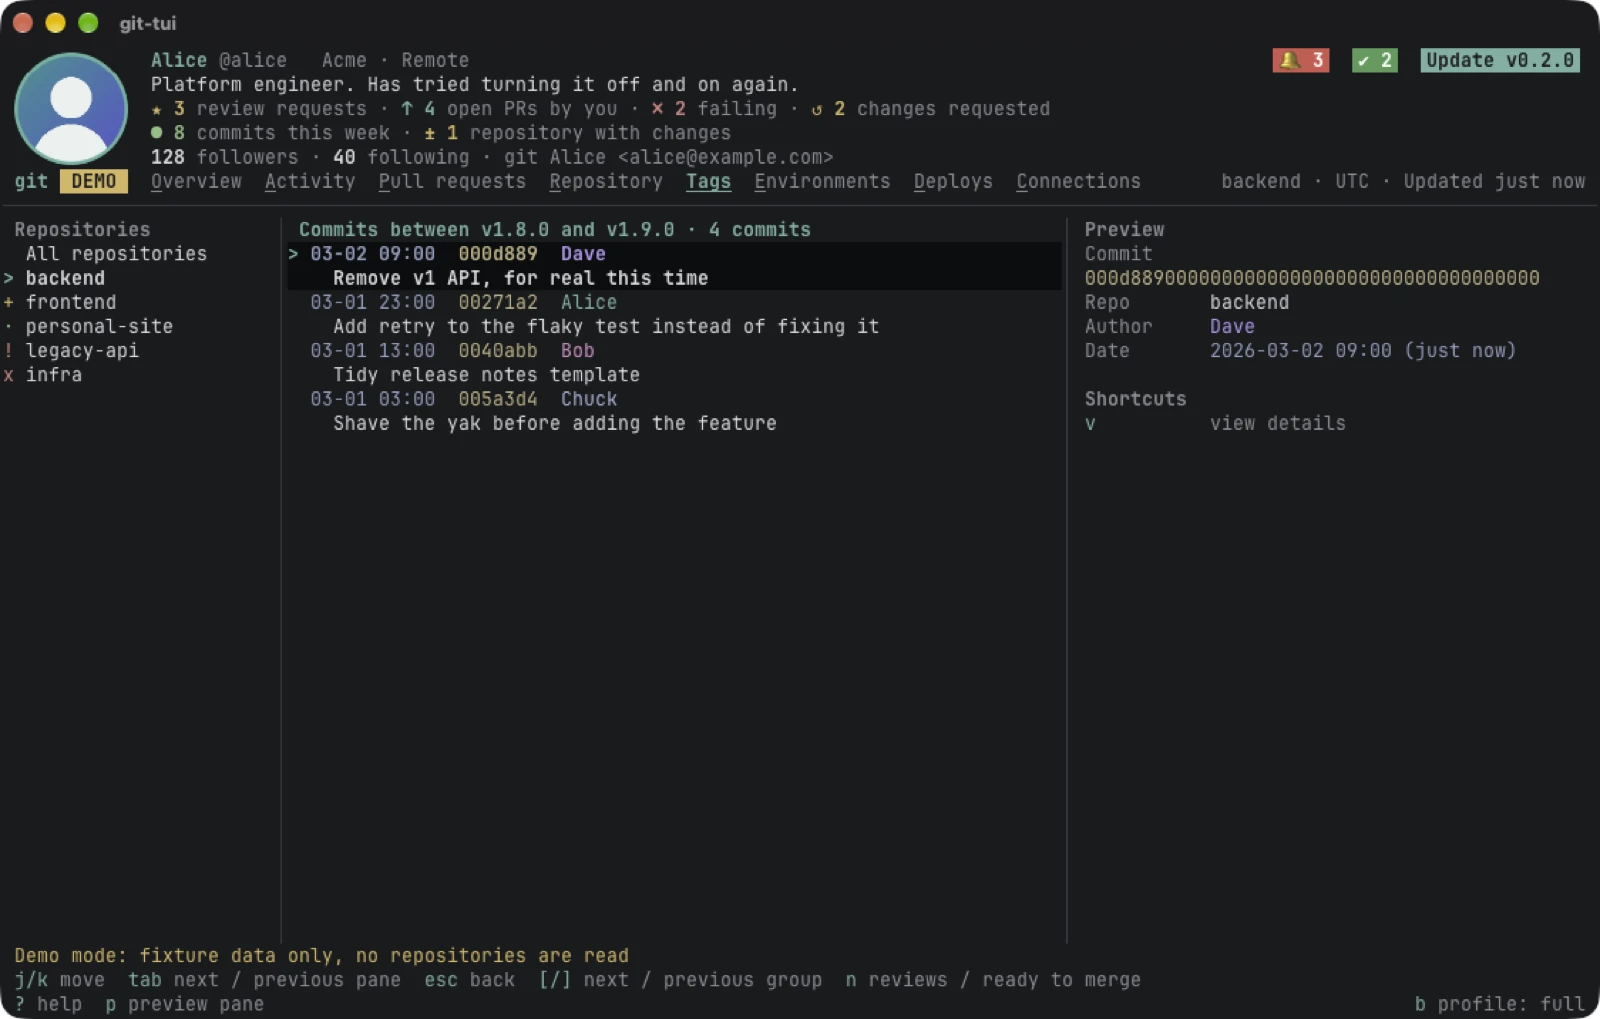 git-tui
Alice @alice   Acme · Remote
🔔 3   ✔ 2   Update v0.2.0
Platform engineer. Has tried turning it off and on again.
★ 3 review requests · ↑ 4 open PRs by you · × 2 failing · ↺ 2 changes requested
● 8 commits this week · ± 1 repository with changes
128 followers · 40 following · git Alice <alice@example.com>
git DEMO Overview Activity Pull requests Repository Tags Environments Deploys Connections   backend · UTC · Updated just now
Repositories
All repositories
> backend
+ frontend
· personal-site
! legacy-api
x infra
Commits between v1.8.0 and v1.9.0 · 4 commits
> 03-02 09:00  000d889  Dave
Remove v1 API, for real this time
03-01 23:00  00271a2  Alice
Add retry to the flaky test instead of fixing it
03-01 13:00  0040abb  Bob
Tidy release notes template
03-01 03:00  005a3d4  Chuck
Shave the yak before adding the feature
Preview
Commit
000d889000000000000000000000000000000000
Repo   backend
Author   Dave
Date   2026-03-02 09:00 (just now)
Shortcuts
v   view details
Demo mode: fixture data only, no repositories are read
j/k move  tab next / previous pane  esc back  [/] next / previous group  n reviews / ready to merge
? help  p preview pane   b profile: full